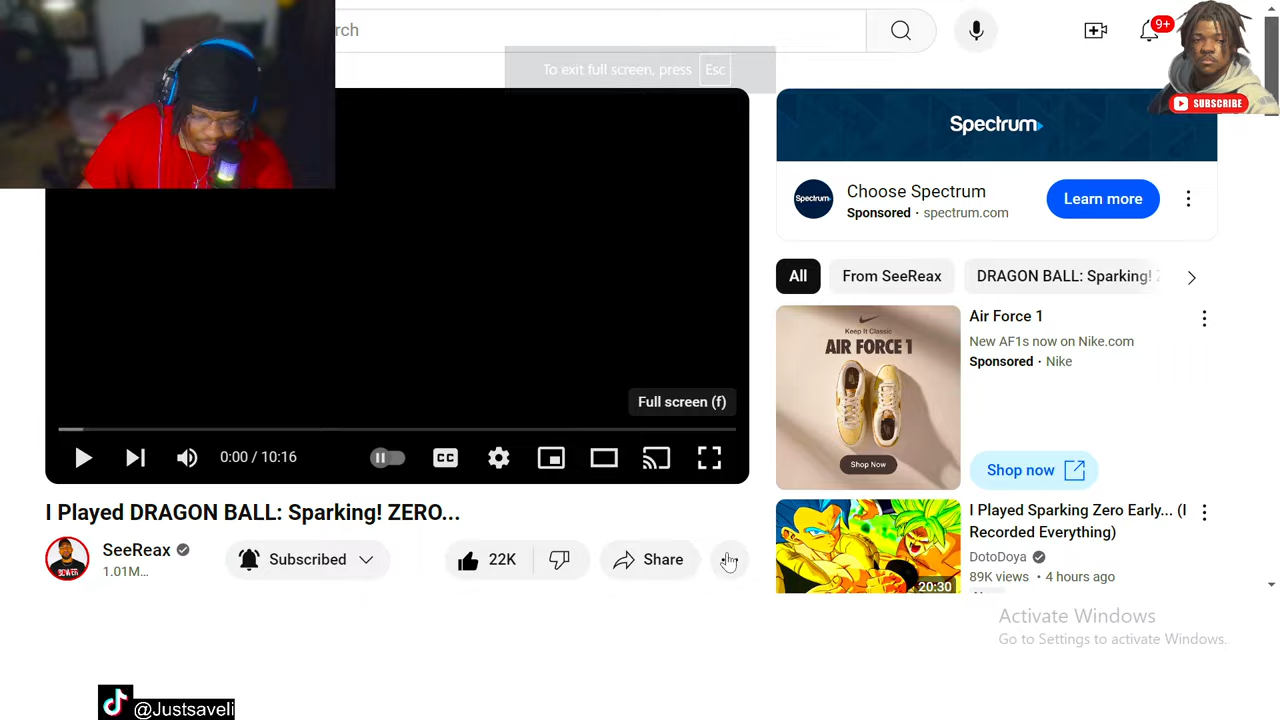 rch
To exit full screen, press Esc
9+
SUBSCRIBE
Spectrum
Spectrum
Choose Spectrum
Sponsored · spectrum.com
Learn more
All
From SeeReax
DRAGON BALL: Sparking!
Keep It Classic
AIR FORCE 1
Shop Now
Air Force 1
New AF1s now on Nike.com
Sponsored · Nike
Shop now
Full screen (f)
0:00 / 10:16
CC
I Played DRAGON BALL: Sparking! ZERO...
SeeReax
1.01M...
Subscribed
22K
Share
20:30
I Played Sparking Zero Early... (I
Recorded Everything)
DotoDoya
89K views • 4 hours ago
Activate Windows
Go to Settings to activate Windows.
@Justsaveli